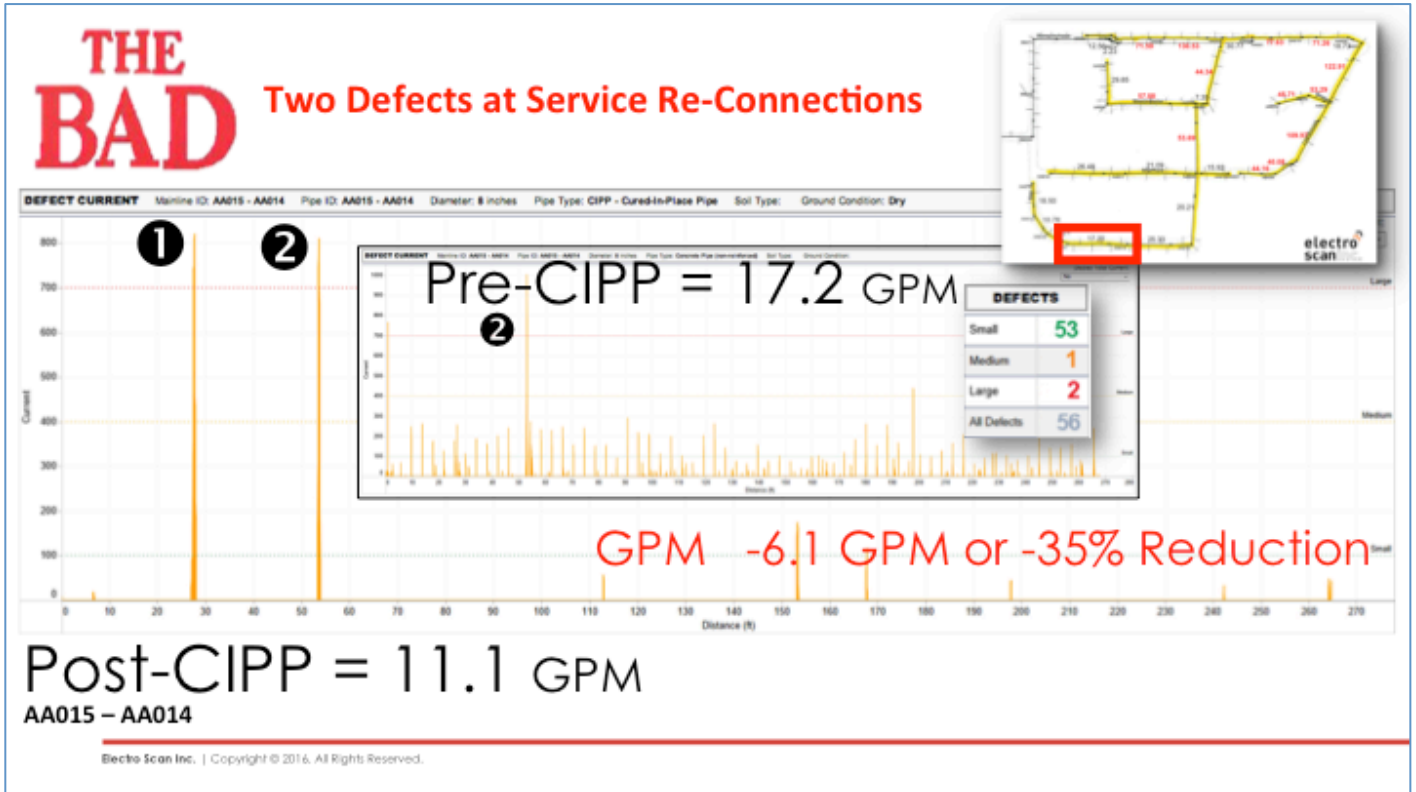 THE
BAD
Two Defects at Service Re-Connections
electro
scan inc.
DEFECT CURRENT Mainline ID: AA015 - AA014 Pipe ID: AA015 - AA014 Diameter: 8 inches Pipe Type: CIPP - Cured-In-Place Pipe Soil Type: Ground Condition: Dry
❶ ❷
Pre-CIPP = 17.2 GPM
❷
DEFECTS
Small 53
Medium 1
Large 2
All Defects 56
800
700
600
500
400
300
200
100
0
Current
Large
Medium
Small
GPM -6.1 GPM or -35% Reduction
0 10 20 30 40 50 60 70 80 90 100 110 120 130 140 150 160 170 180 190 200 210 220 230 240 250 260 270
Distance (ft)
Post-CIPP = 11.1 GPM
AA015 – AA014
Electro Scan Inc. | Copyright © 2016. All Rights Reserved.